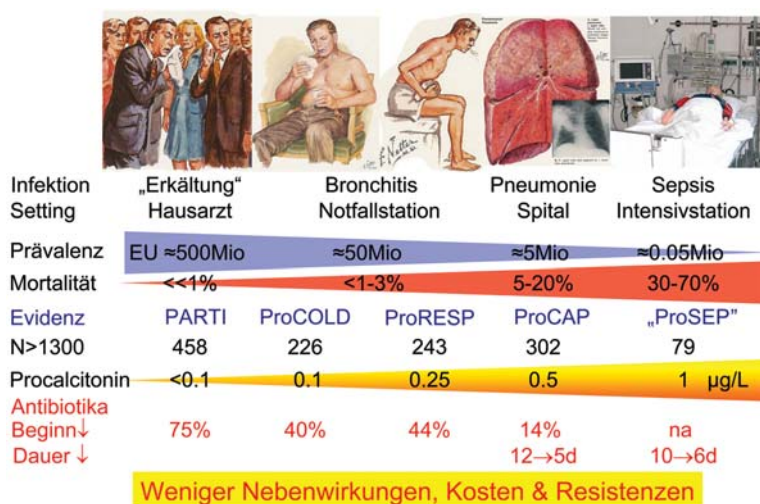 F. Netter
Infektion „Erkältung“ Bronchitis Pneumonie Sepsis
Setting Hausarzt Notfallstation Spital Intensivstation
Prävalenz EU ≈500Mio ≈50Mio ≈5Mio ≈0.05Mio
Mortalität <<1% <1-3% 5-20% 30-70%
Evidenz PARTI ProCOLD ProRESP ProCAP „ProSEP”
N>1300 458 226 243 302 79
Procalcitonin <0.1 0.1 0.25 0.5 1 µg/L
Antibiotika
Beginn↓ 75% 40% 44% 14% na
Dauer ↓ 12→5d 10→6d
Weniger Nebenwirkungen, Kosten & Resistenzen